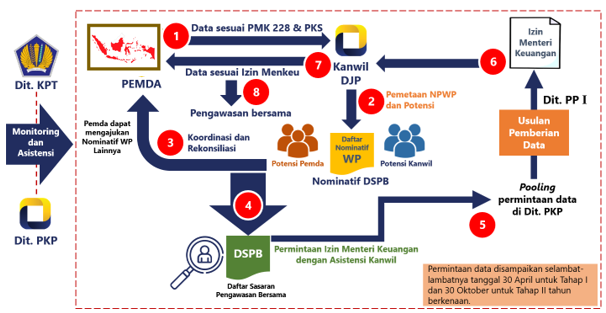 Dit. KPT
Monitoring
dan
Asistensi
Dit. PKP
PEMDA
1
Data sesuai PMK 228 & PKS
Kanwil
DJP
7
Data sesuai Izin Menkeu
8
Pengawasan bersama
6
Izin Menteri
Keuangan
Dit. PP I
Usulan
Pemberian
Data
Pooling
permintaan data
di Dit. PKP
5
2
Pemetaan NPWP
dan Potensi
Pemda dapat
mengajukan
Nominatif WP
Lainnya
3
Koordinasi dan
Rekonsiliasi
Potensi Pemda
Daftar
Nominatif
WP
Potensi Kanwil
Nominatif DSPB
4
DSPB
Daftar Sasaran
Pengawasan Bersama
Permintaan Izin Menteri Keuangan
dengan Asistensi Kanwil
Permintaan data disampaikan selambat-
lambatnya tanggal 30 April untuk Tahap I
dan 30 Oktober untuk Tahap II tahun
berkenaan.